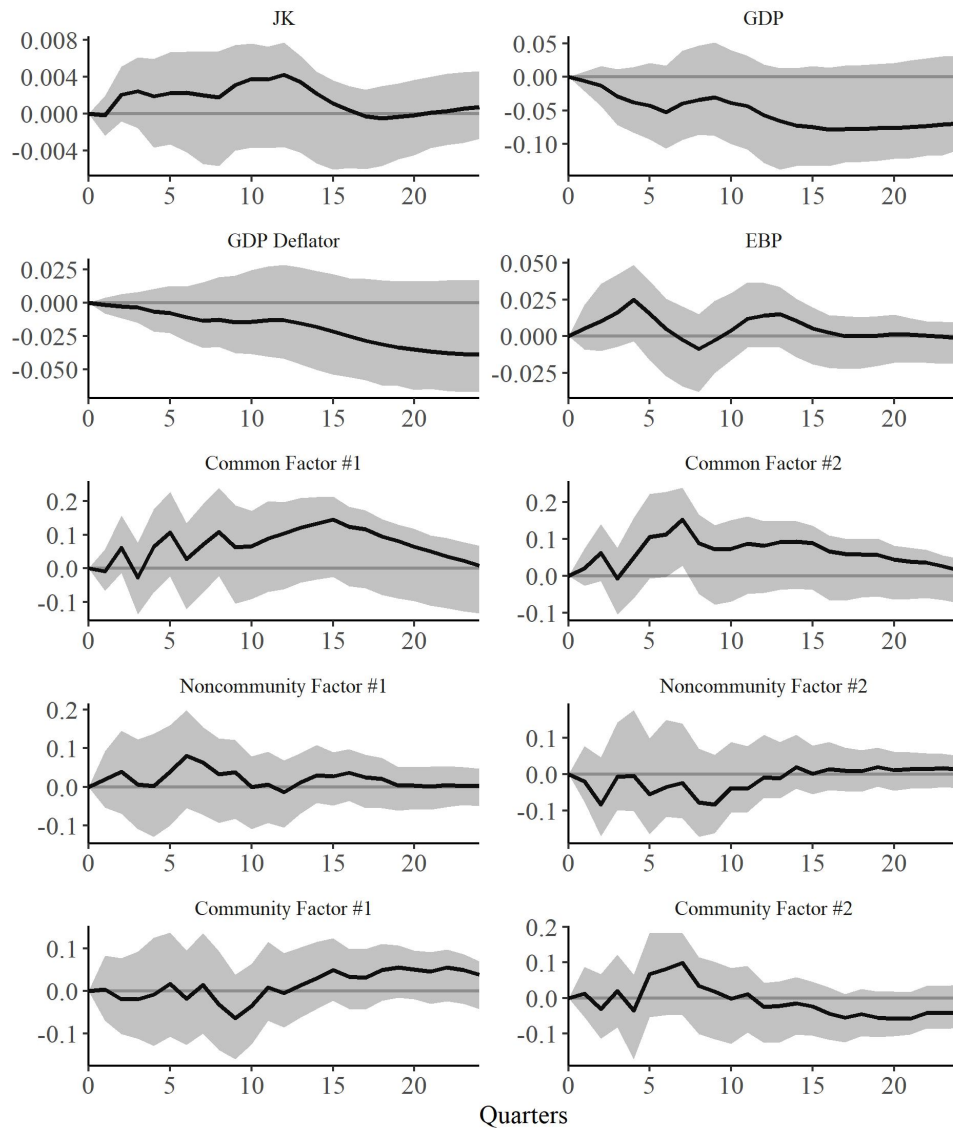 JK
0.008
0.004
0.000
-0.004
0 5 10 15 20
GDP
0.05
0.00
-0.05
-0.10
0 5 10 15 20
GDP Deflator
0.025
0.000
-0.025
-0.050
0 5 10 15 20
EBP
0.050
0.025
0.000
-0.025
0 5 10 15 20
Common Factor #1
0.2
0.1
0.0
-0.1
0 5 10 15 20
Common Factor #2
0.2
0.1
0.0
-0.1
0 5 10 15 20
Noncommunity Factor #1
0.2
0.1
0.0
-0.1
0 5 10 15 20
Noncommunity Factor #2
0.1
0.0
-0.1
0 5 10 15 20
Community Factor #1
0.1
0.0
-0.1
0 5 10 15 20
Community Factor #2
0.2
0.1
0.0
-0.1
0 5 10 15 20
Quarters